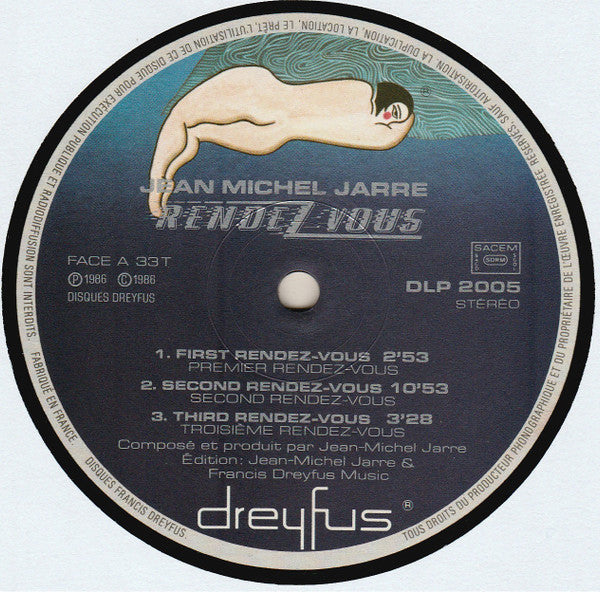 JEAN MICHEL JARRE
RENDEZ VOUS
FACE A 33 T
Ⓟ 1986 Ⓒ 1986
DISQUES DREYFUS
SACEM
SDRM
DLP 2005
STÉRÉO
1. FIRST RENDEZ-VOUS 2'53
PREMIER RENDEZ-VOUS
2. SECOND RENDEZ-VOUS 10'53
SECOND RENDEZ-VOUS
3. THIRD RENDEZ-VOUS 3'28
TROISIÈME RENDEZ-VOUS
Composé et produit par Jean-Michel Jarre
Édition: Jean-Michel Jarre &
Francis Dreyfus Music
dreyfus ®
®
TOUS DROITS DU PRODUCTEUR PHONOGRAPHIQUE ET DU PROPRIÉTAIRE DE L'ŒUVRE ENREGISTRÉE RÉSERVÉS, SAUF AUTORISATION, LA DUPLICATION, LA LOCATION, LE PRÊT, L'UTILISATION DE CE DISQUE POUR EXÉCUTION PUBLIQUE ET RADIODIFFUSION SONT INTERDITS.
FABRIQUÉ EN FRANCE.
DISQUES FRANCIS DREYFUS.